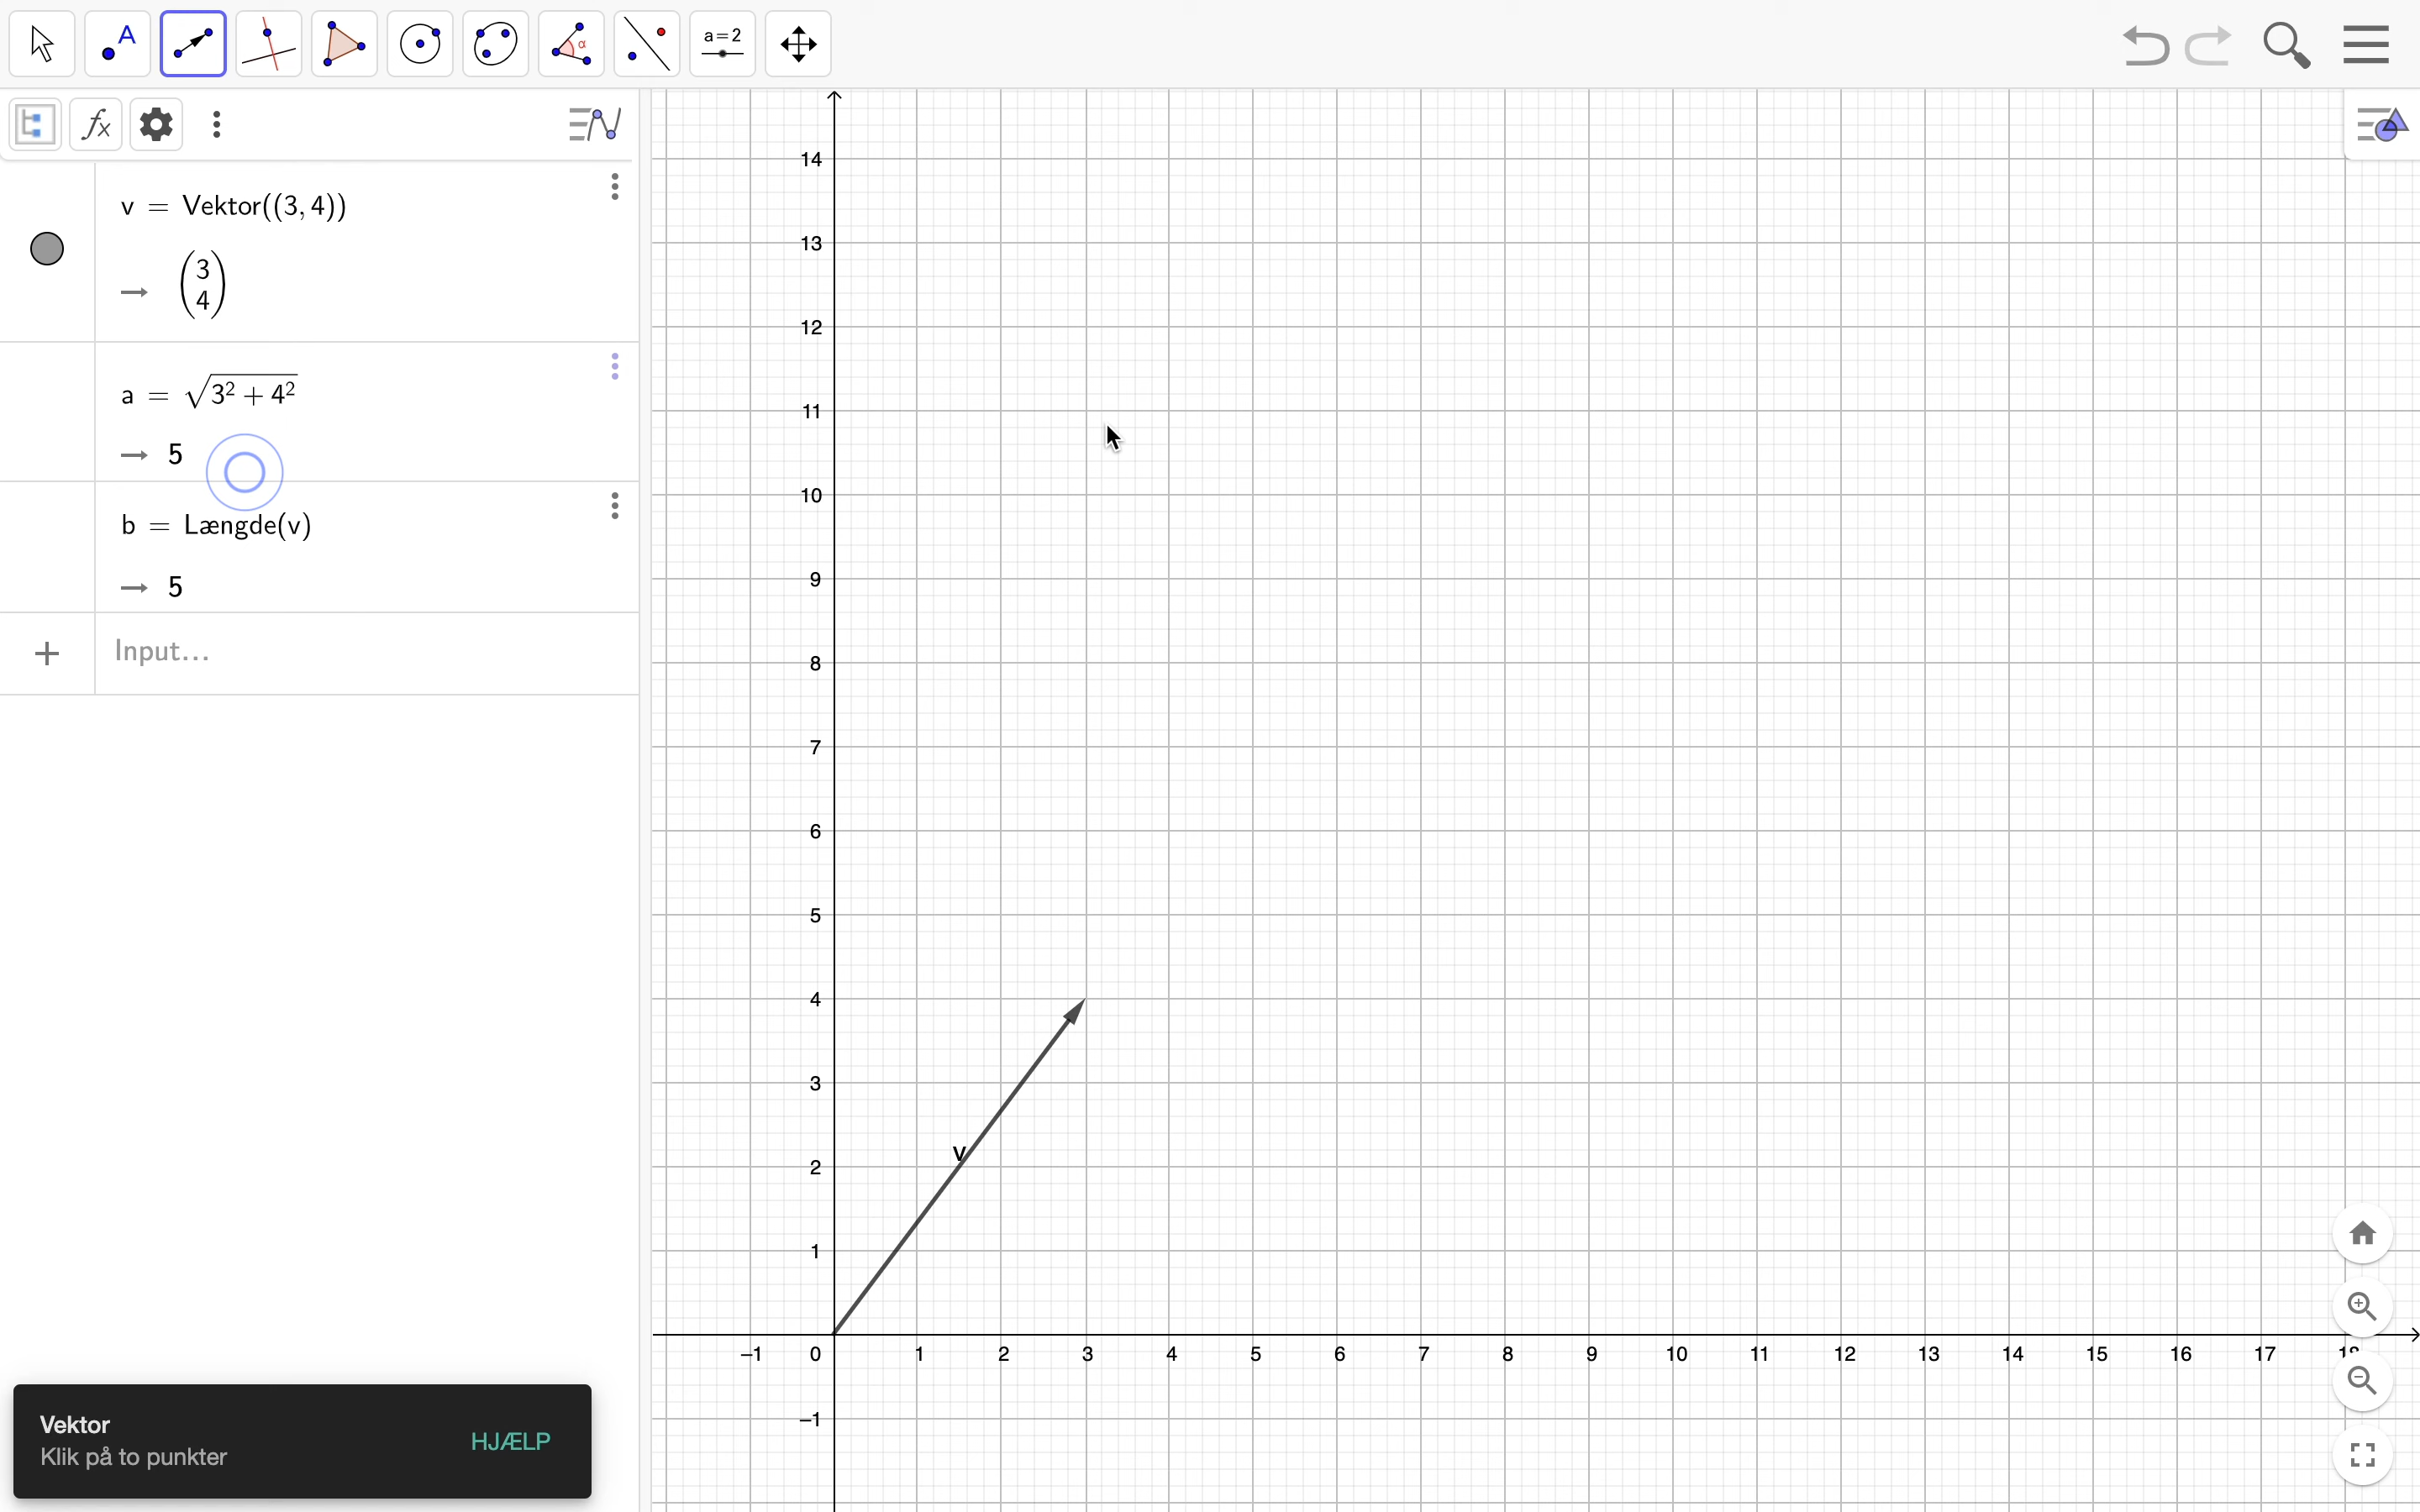 A
α
a=2
fx
v = Vektor((3, 4))
→ (3
4)
a = √3² + 4²
→ 5
b = Længde(v)
→ 5
+ Input…
14
13
12
11
10
9
8
7
6
5
4
3
v
2
1
−1 0 1 2 3 4 5 6 7 8 9 10 11 12 13 14 15 16 17
−1
Vektor
Klik på to punkter
HJÆLP